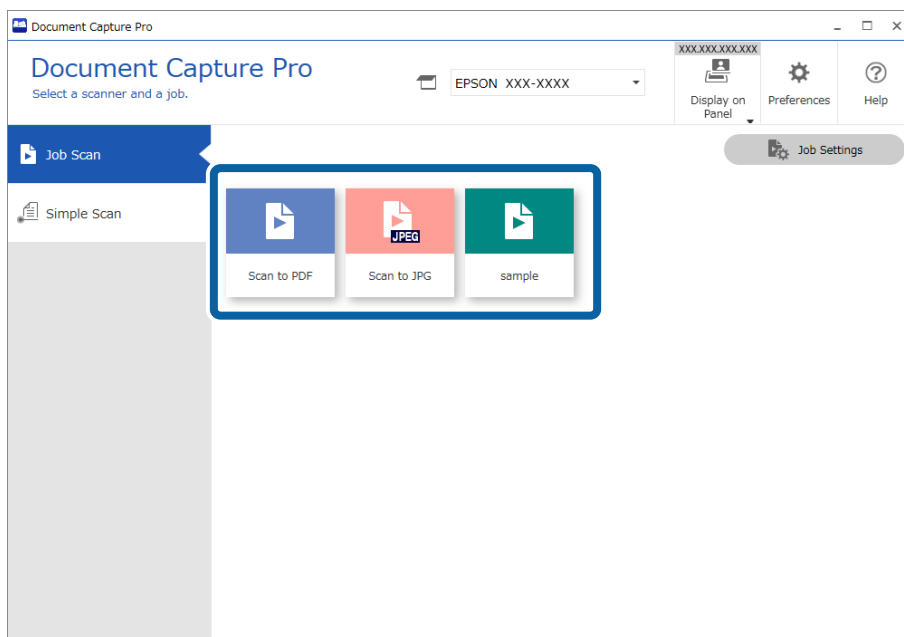 Document Capture Pro
Document Capture Pro
Select a scanner and a job.
EPSON XXX-XXXX
XXX.XXX.XXX.XXX
Display on
Panel
Preferences
Help
Job Scan
Job Settings
Simple Scan
JPEG
Scan to PDF
Scan to JPG
sample